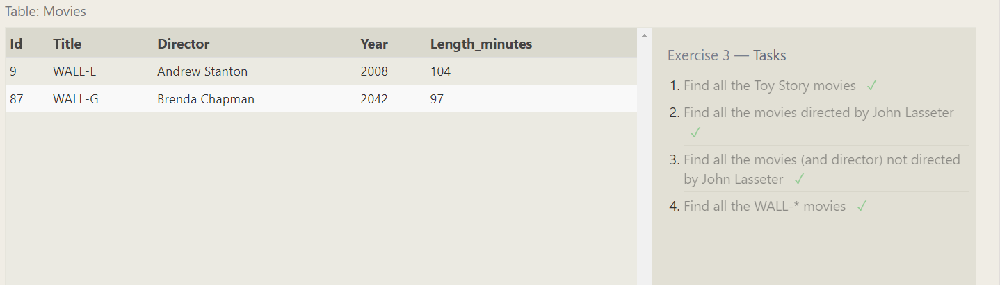 Table: Movies
Id Title Director Year Length_minutes
9 WALL-E Andrew Stanton 2008 104
87 WALL-G Brenda Chapman 2042 97
Exercise 3 — Tasks
1. Find all the Toy Story movies ✓
2. Find all the movies directed by John Lasseter
✓
3. Find all the movies (and director) not directed
by John Lasseter ✓
4. Find all the WALL-* movies ✓